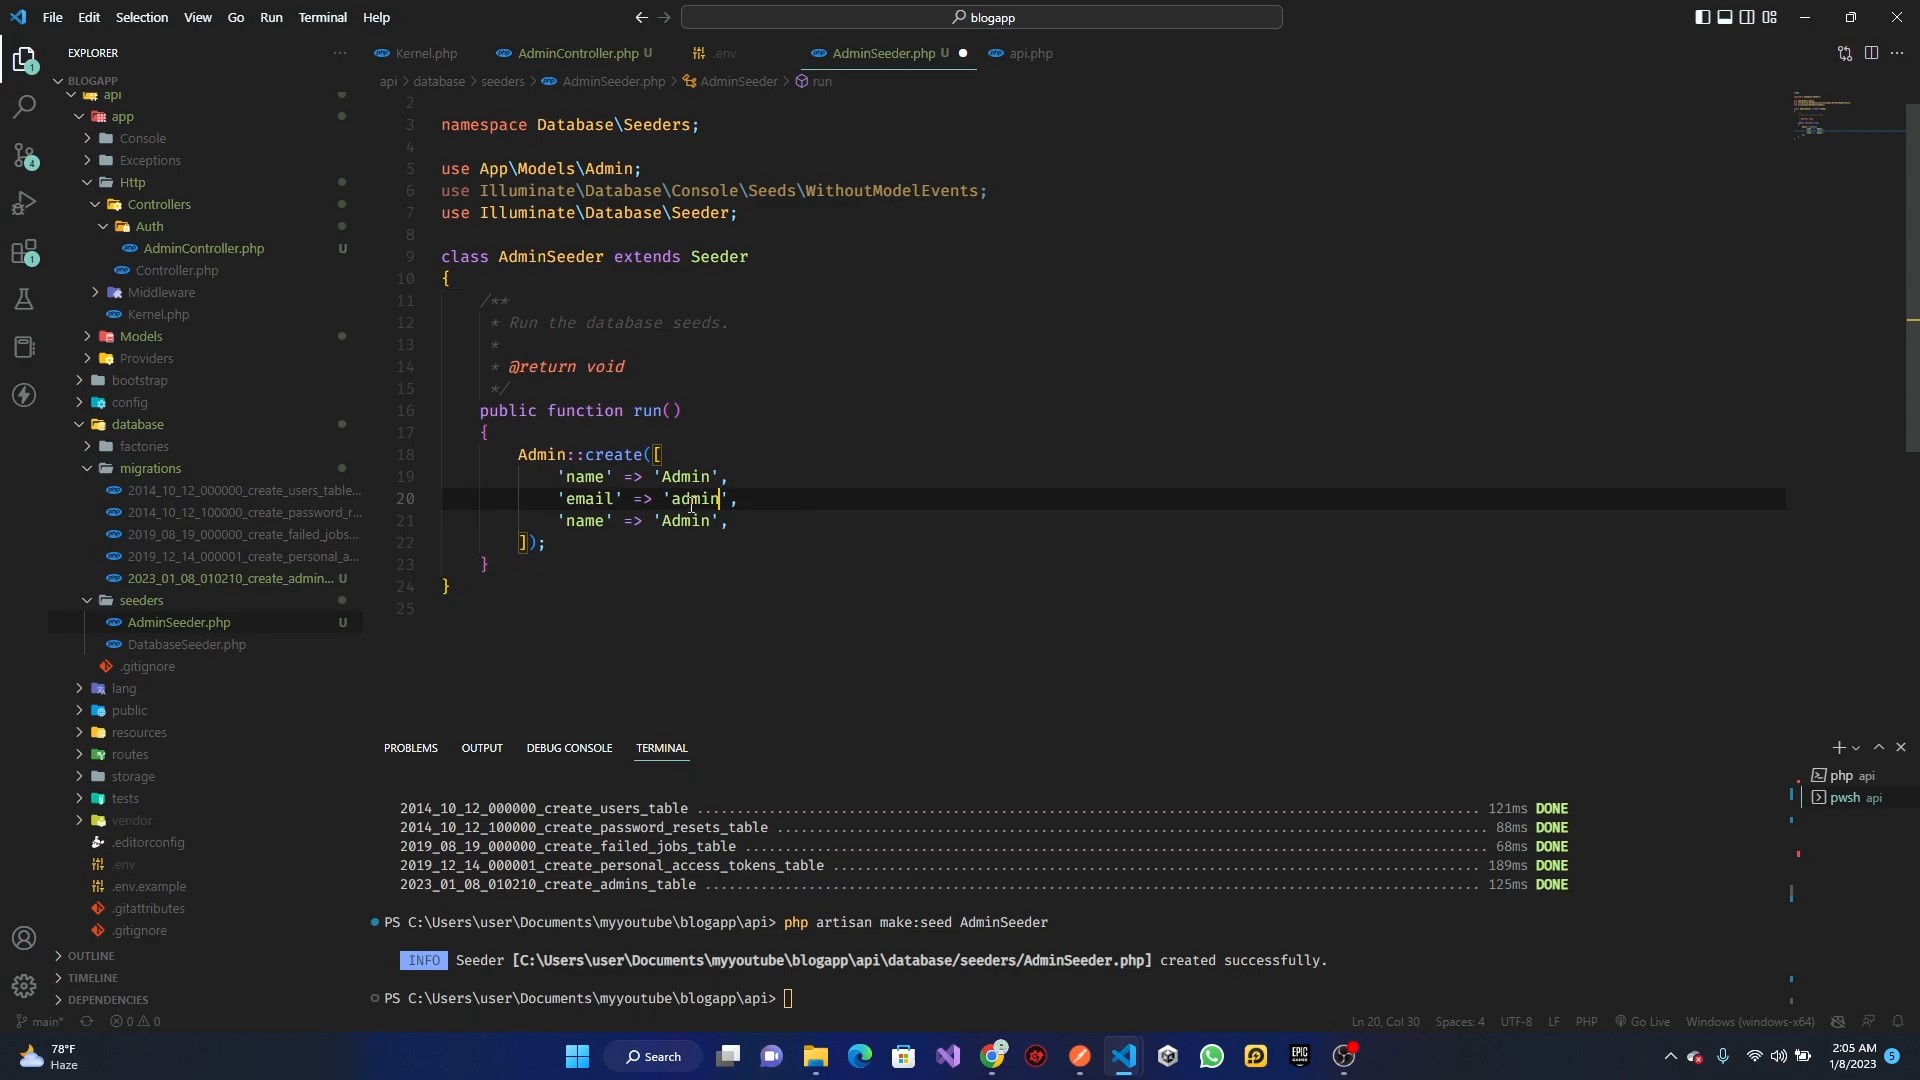 File Edit Selection View Go Run Terminal Help
blogapp
EXPLORER
Kernel.php
AdminController.php U
.env
AdminSeeder.php U
api.php
api > database > seeders > AdminSeeder.php > AdminSeeder > run
BLOGAPP
api
app
Console
Exceptions
Http
Controllers
Auth
AdminController.php U
Controller.php
Middleware
Kernel.php
Models
Providers
bootstrap
config
database
factories
migrations
2014_10_12_000000_create_users_table...
2014_10_12_100000_create_password_r...
2019_08_19_000000_create_failed_jobs...
2019_12_14_000001_create_personal_a...
2023_01_08_010210_create_admin... U
seeders
AdminSeeder.php U
DatabaseSeeder.php
.gitignore
lang
public
resources
routes
storage
tests
vendor
.editorconfig
.env
.env.example
.gitattributes
.gitignore
OUTLINE
TIMELINE
DEPENDENCIES
2
3 namespace Database\Seeders;
4
5 use App\Models\Admin;
6 use Illuminate\Database\Console\Seeds\WithoutModelEvents;
7 use Illuminate\Database\Seeder;
8
9 class AdminSeeder extends Seeder
10 {
11 /**
12 * Run the database seeds.
13 *
14 * @return void
15 */
16 public function run()
17 {
18 Admin::create([
19 'name' => 'Admin',
20 'email' => 'admin',
21 'name' => 'Admin',
22 ]);
23 }
24 }
25
PROBLEMS OUTPUT DEBUG CONSOLE TERMINAL
php api
pwsh api
2014_10_12_000000_create_users_table ........ 121ms DONE
2014_10_12_100000_create_password_resets_table ........ 88ms DONE
2019_08_19_000000_create_failed_jobs_table ........ 68ms DONE
2019_12_14_000001_create_personal_access_tokens_table ........ 189ms DONE
2023_01_08_010210_create_admins_table ........ 125ms DONE
PS C:\Users\user\Documents\myyoutube\blogapp\api> php artisan make:seed AdminSeeder
INFO Seeder [C:\Users\user\Documents\myyoutube\blogapp\api\database/seeders/AdminSeeder.php] created successfully.
PS C:\Users\user\Documents\myyoutube\blogapp\api>
main* 0 0
Ln 20, Col 30 Spaces: 4 UTF-8 LF PHP Go Live Windows (windows-x64)
78°F
Haze
Search
2:05 AM
1/8/2023
5